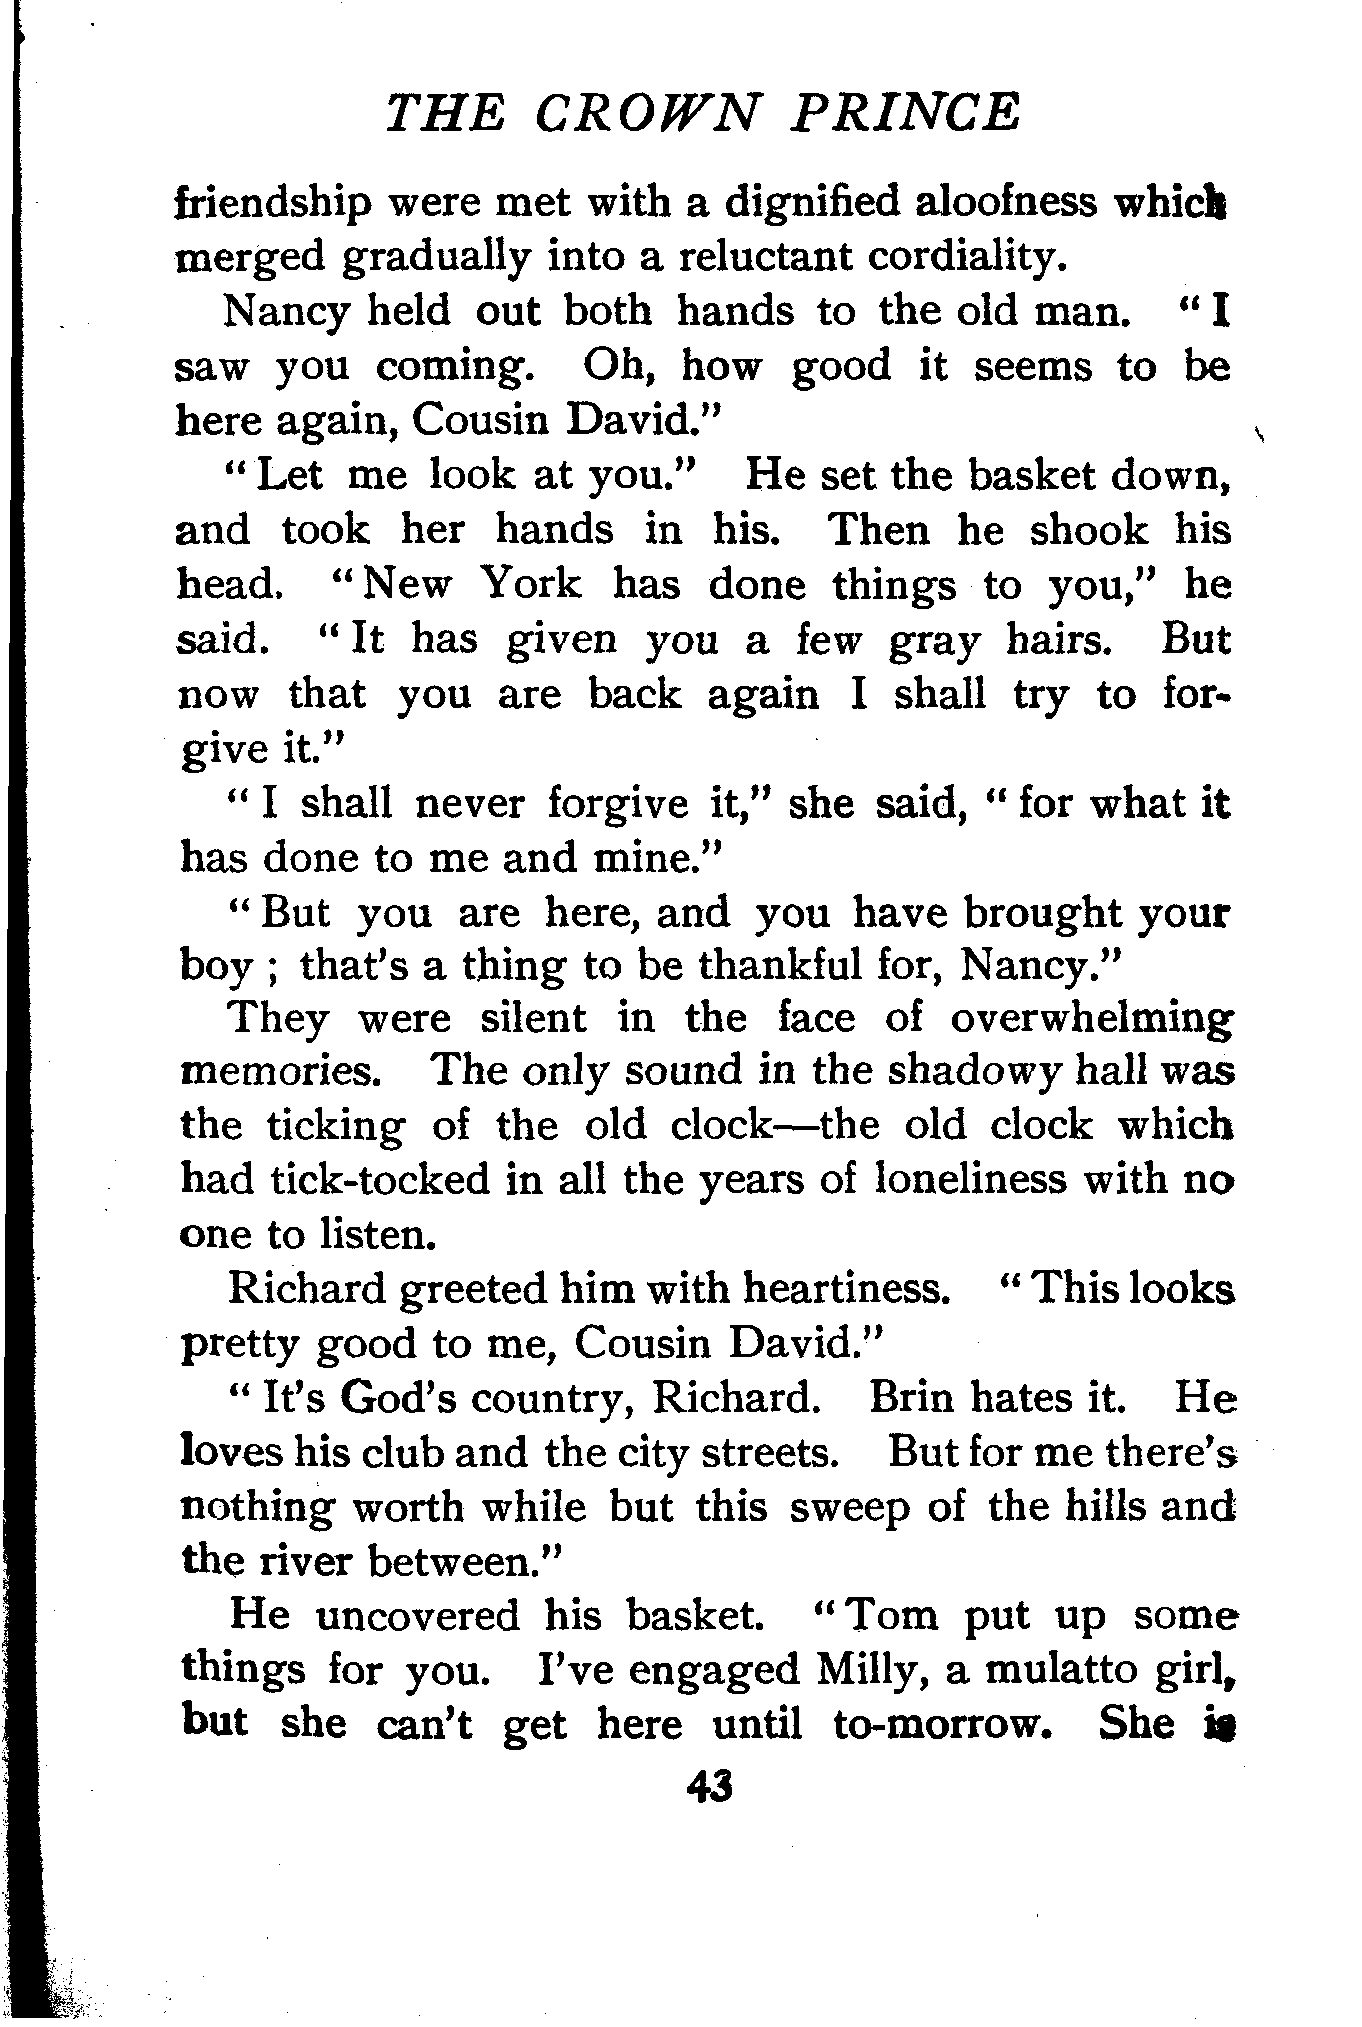 THE CROWN PRINCE
friendship were met with a dignified aloofness which
merged gradually into a reluctant cordiality.
Nancy held out both hands to the old man. "I
saw you coming. Oh, how good it seems to be
here again, Cousin David."
"Let me look at you." He set the basket down,
and took her hands in his. Then he shook his
head. "New York has done things to you," he
said. "It has given you a few gray hairs. But
now that you are back again I shall try to for-
give it."
"I shall never forgive it," she said, "for what it
has done to me and mine."
"But you are here, and you have brought your
boy; that's a thing to be thankful for, Nancy."
They were silent in the face of overwhelming
memories. The only sound in the shadowy hall was
the ticking of the old clock—the old clock which
had tick-tocked in all the years of loneliness with no
one to listen.
Richard greeted him with heartiness. "This looks
pretty good to me, Cousin David."
"It's God's country, Richard. Brin hates it. He
loves his club and the city streets. But for me there's
nothing worth while but this sweep of the hills and
the river between."
He uncovered his basket. "Tom put up some
things for you. I've engaged Milly, a mulatto girl,
but she can't get here until to-morrow. She is
43